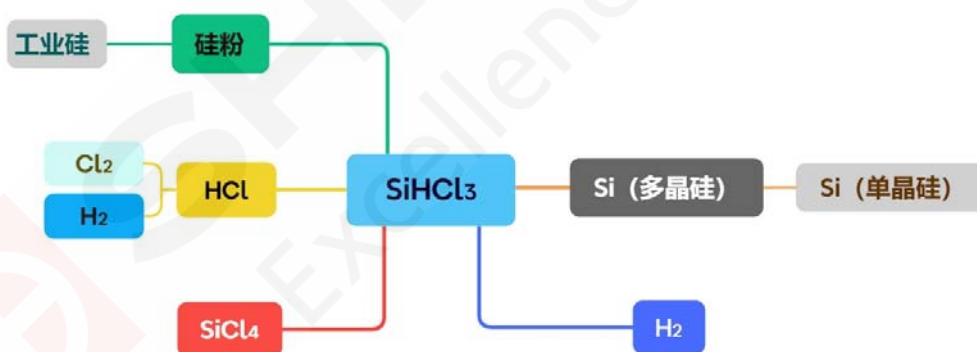 工业硅
硅粉
Cl₂
H₂
HCl
SiHCl₃
Si（多晶硅）
Si（单晶硅）
SiCl₄
H₂